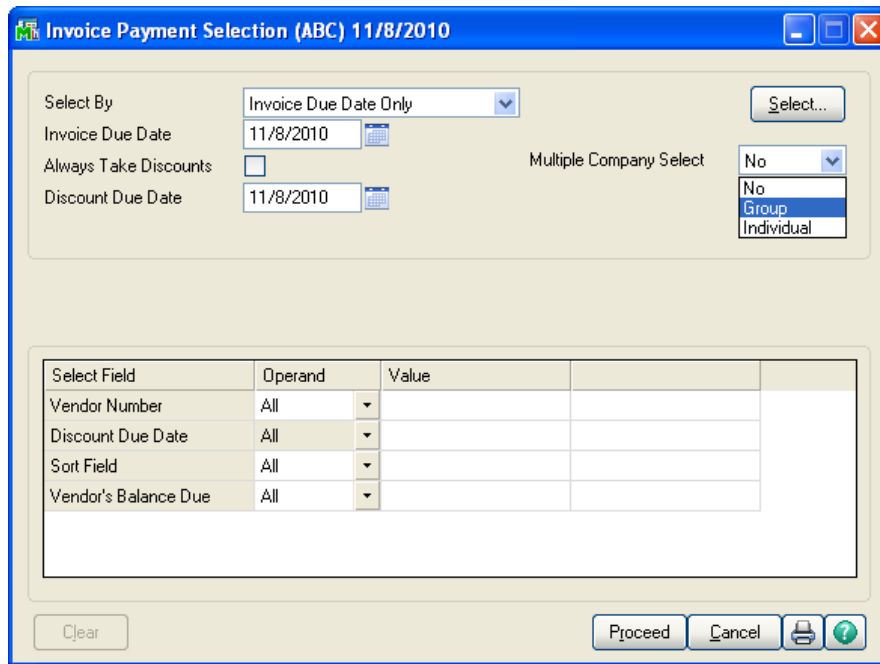 Invoice Payment Selection (ABC) 11/8/2010
Select By Invoice Due Date Only Select...
Invoice Due Date 11/8/2010
Always Take Discounts Multiple Company Select No
Discount Due Date 11/8/2010 No
Group
Individual
Select Field Operand Value
Vendor Number All
Discount Due Date All
Sort Field All
Vendor's Balance Due All
Clear Proceed Cancel ?